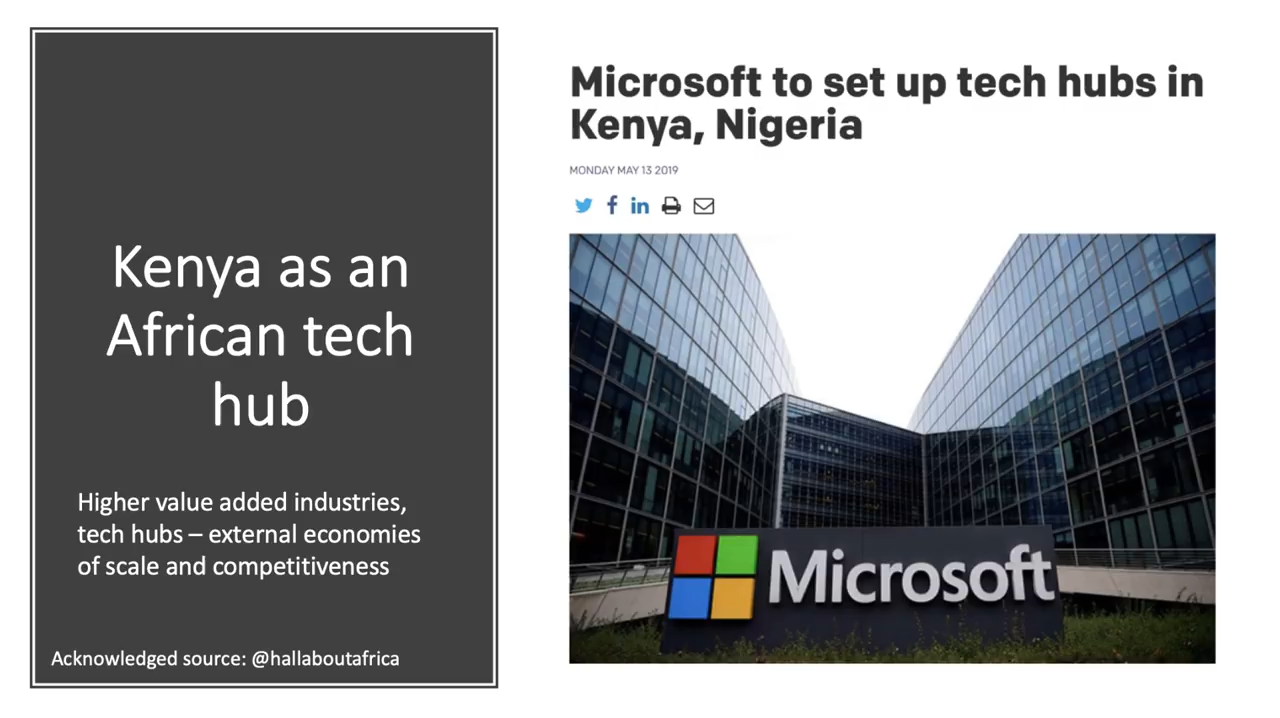 Kenya as an
African tech
hub
Higher value added industries,
tech hubs – external economies
of scale and competitiveness
Acknowledged source: @hallaboutafrica
Microsoft to set up tech hubs in
Kenya, Nigeria
MONDAY MAY 13 2019
Microsoft